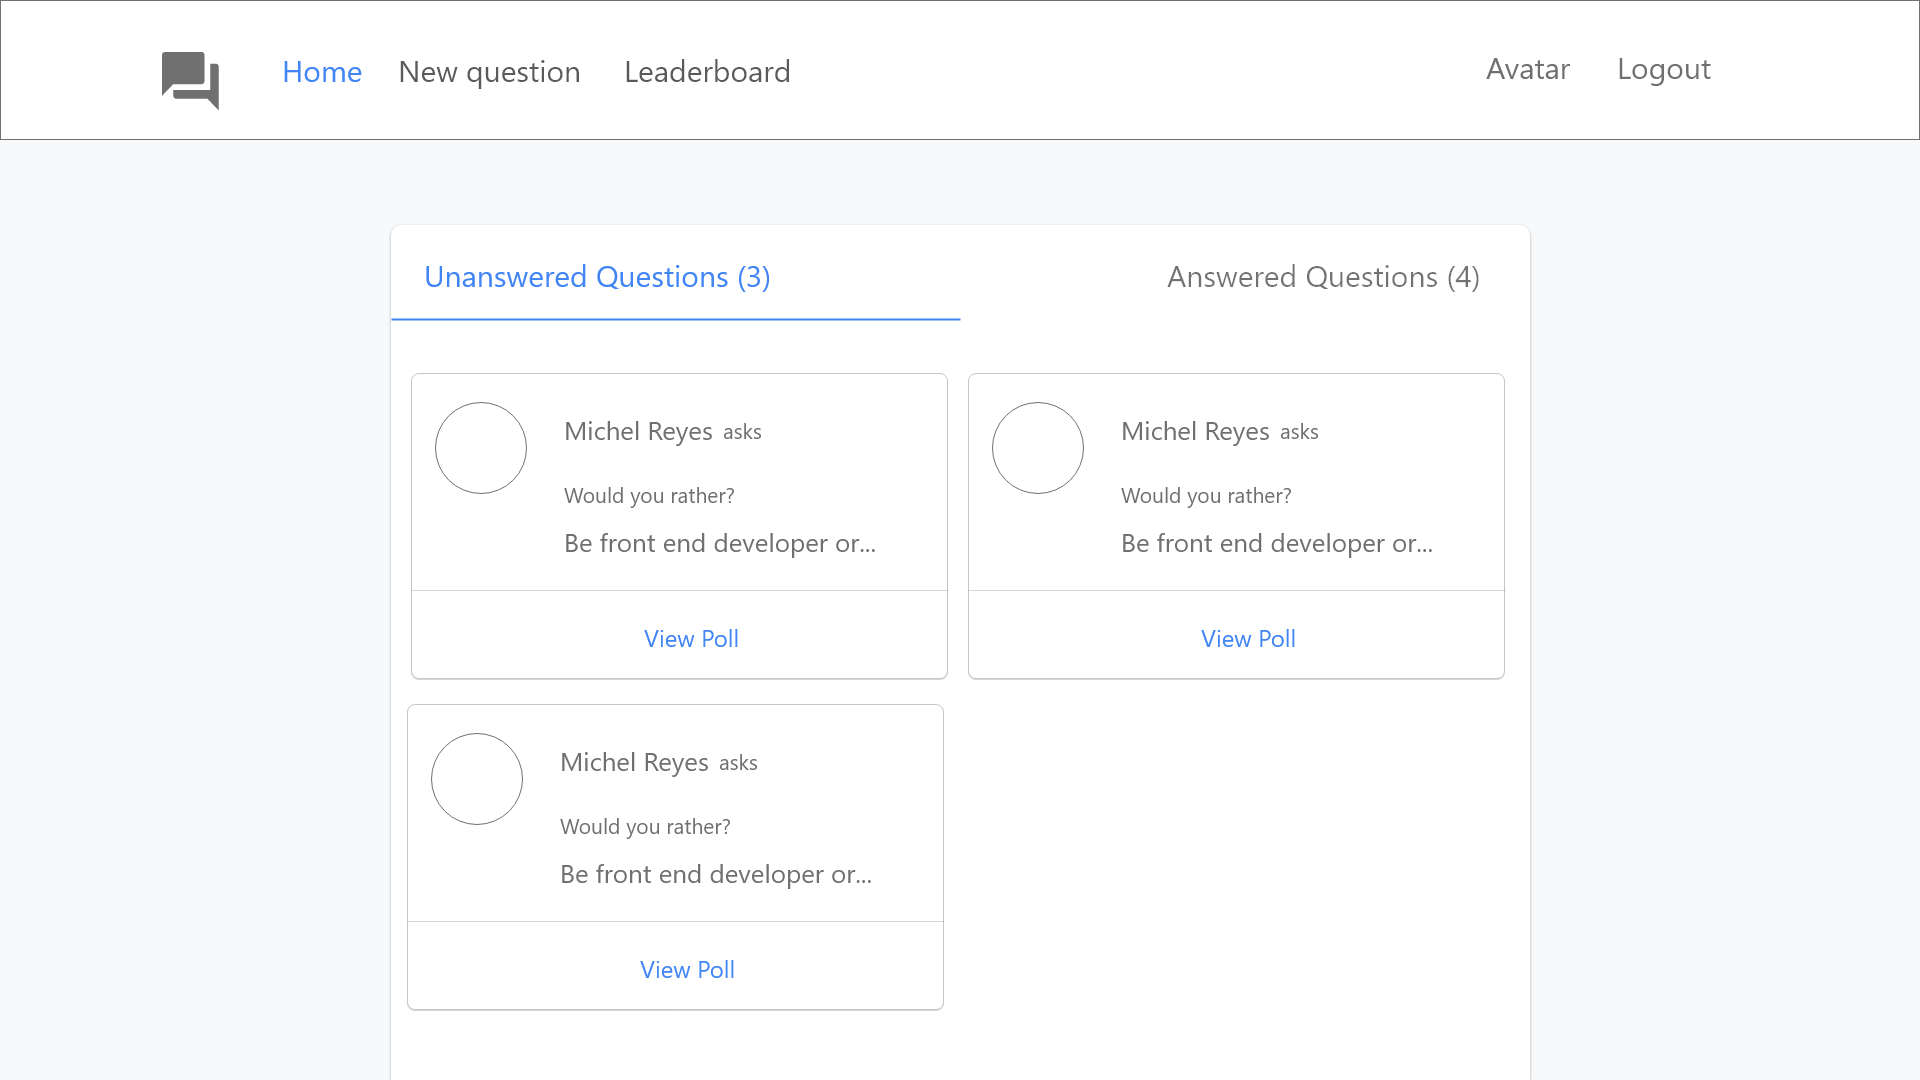 Home New question Leaderboard Avatar Logout
Unanswered Questions (3) Answered Questions (4)
Michel Reyes asks
Would you rather?
Be front end developer or...
View Poll
Michel Reyes asks
Would you rather?
Be front end developer or...
View Poll
Michel Reyes asks
Would you rather?
Be front end developer or...
View Poll